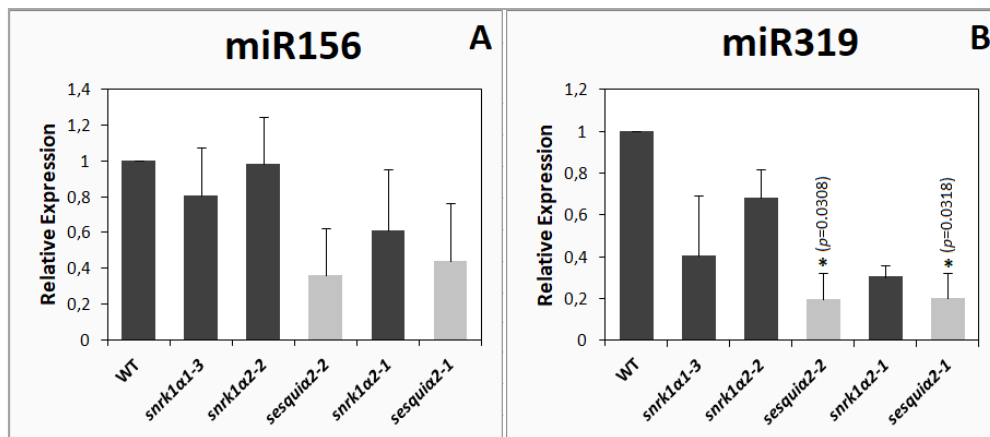 miR156
A
Relative Expression
1,4
1,2
1
0,8
0,6
0,4
0,2
0
WT
snrk1α1-3
snrk1α2-2
sesquiα2-2
snrk1α2-1
sesquiα2-1
miR319
B
Relative Expression
1,2
1
0,8
0,6
0,4
0,2
0
* (p=0.0308)
* (p=0.0318)
WT
snrk1α1-3
snrk1α2-2
sesquiα2-2
snrk1α2-1
sesquiα2-1